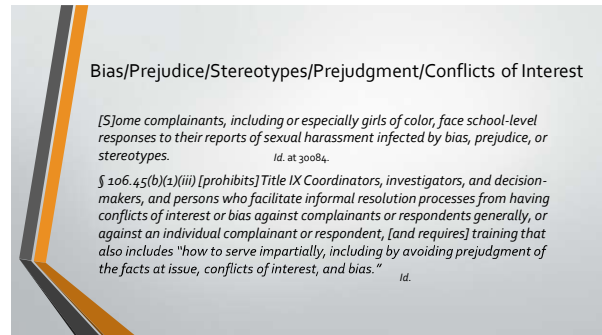 Bias/Prejudice/Stereotypes/Prejudgment/Conflicts of Interest
[S]ome complainants, including or especially girls of color, face school-level
responses to their reports of sexual harassment infected by bias, prejudice, or
stereotypes. Id. at 30084.
§ 106.45(b)(1)(iii) [prohibits] Title IX Coordinators, investigators, and decision-
makers, and persons who facilitate informal resolution processes from having
conflicts of interest or bias against complainants or respondents generally, or
against an individual complainant or respondent, [and requires] training that
also includes “how to serve impartially, including by avoiding prejudgment of
the facts at issue, conflicts of interest, and bias.”
Id.